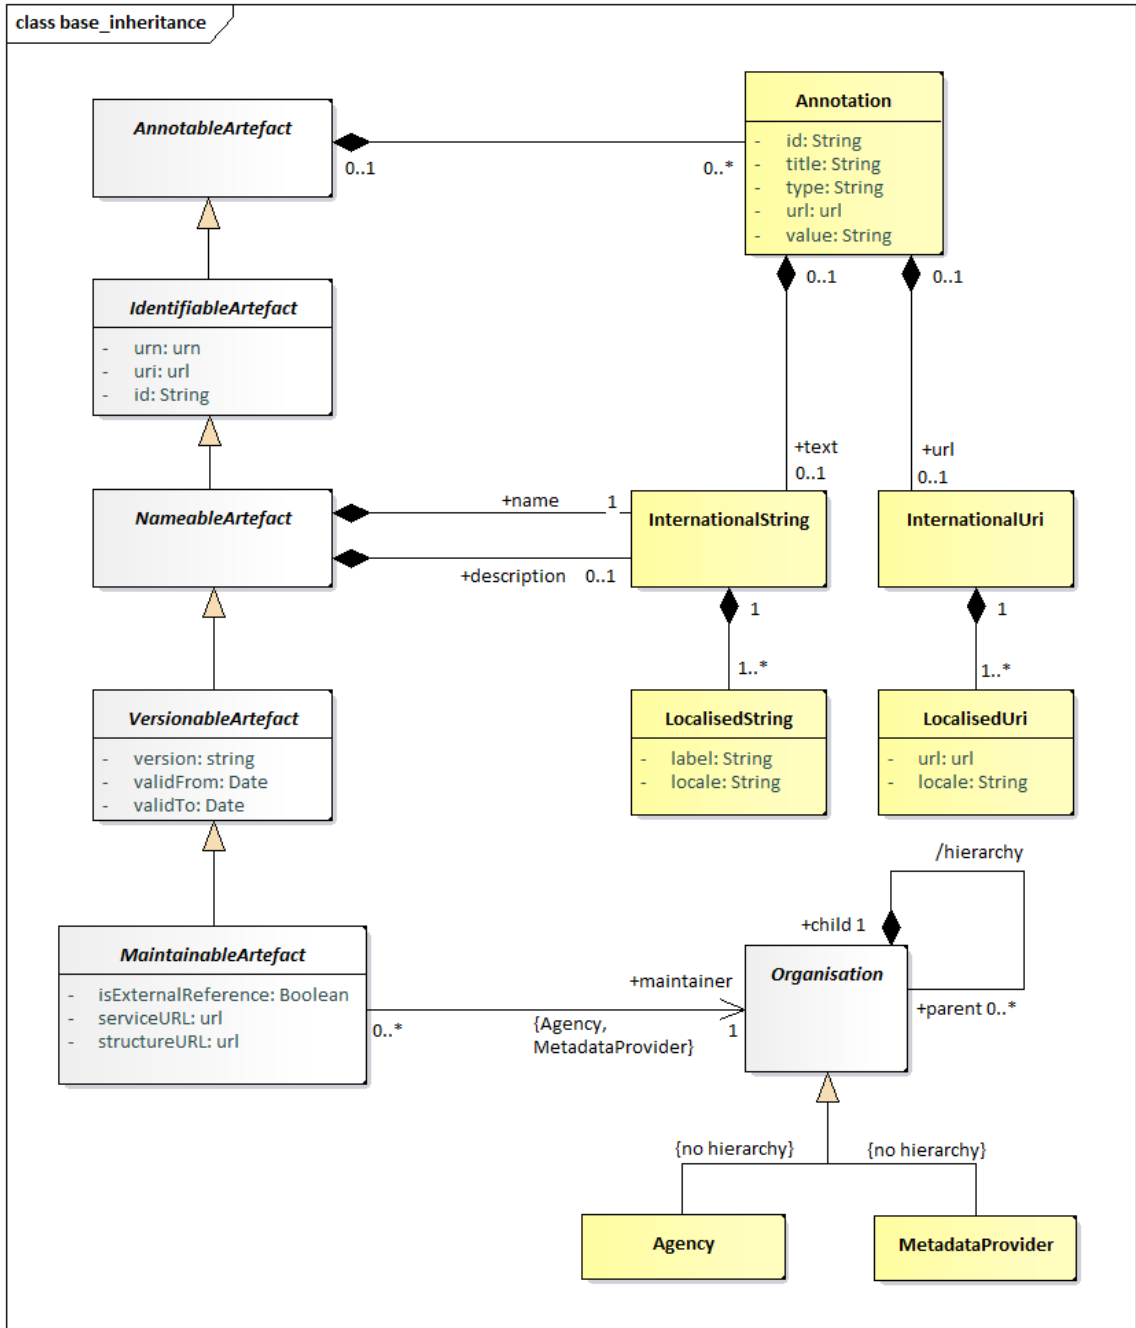 class base_inheritance
AnnotableArtefact
0..1
0..*
Annotation
- id: String
- title: String
- type: String
- url: url
- value: String
0..1
0..1
IdentifiableArtefact
- urn: urn
- uri: url
- id: String
+text
0..1
+url
0..1
NameableArtefact
+name 1
+description 0..1
InternationalString
InternationalUri
1
1
1..*
1..*
VersionableArtefact
- version: string
- validFrom: Date
- validTo: Date
LocalisedString
- label: String
- locale: String
LocalisedUri
- url: url
- locale: String
/hierarchy
+child 1
MaintainableArtefact
- isExternalReference: Boolean
- serviceURL: url
- structureURL: url
0..*
+maintainer
{Agency,
MetadataProvider}
1
Organisation
+parent 0..*
{no hierarchy}
{no hierarchy}
Agency
MetadataProvider